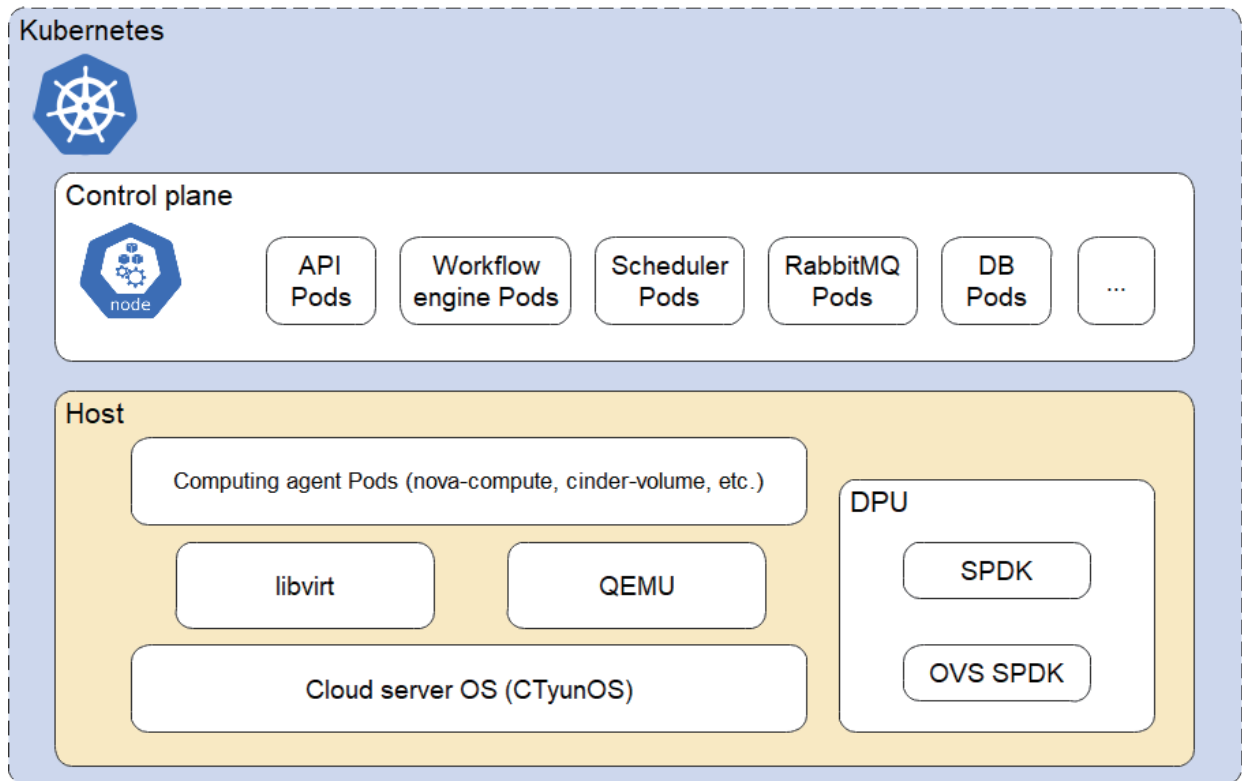 Kubernetes
Control plane
node
API
Pods
Workflow
engine Pods
Scheduler
Pods
RabbitMQ
Pods
DB
Pods
...
Host
Computing agent Pods (nova-compute, cinder-volume, etc.)
libvirt
QEMU
Cloud server OS (CTyunOS)
DPU
SPDK
OVS SPDK